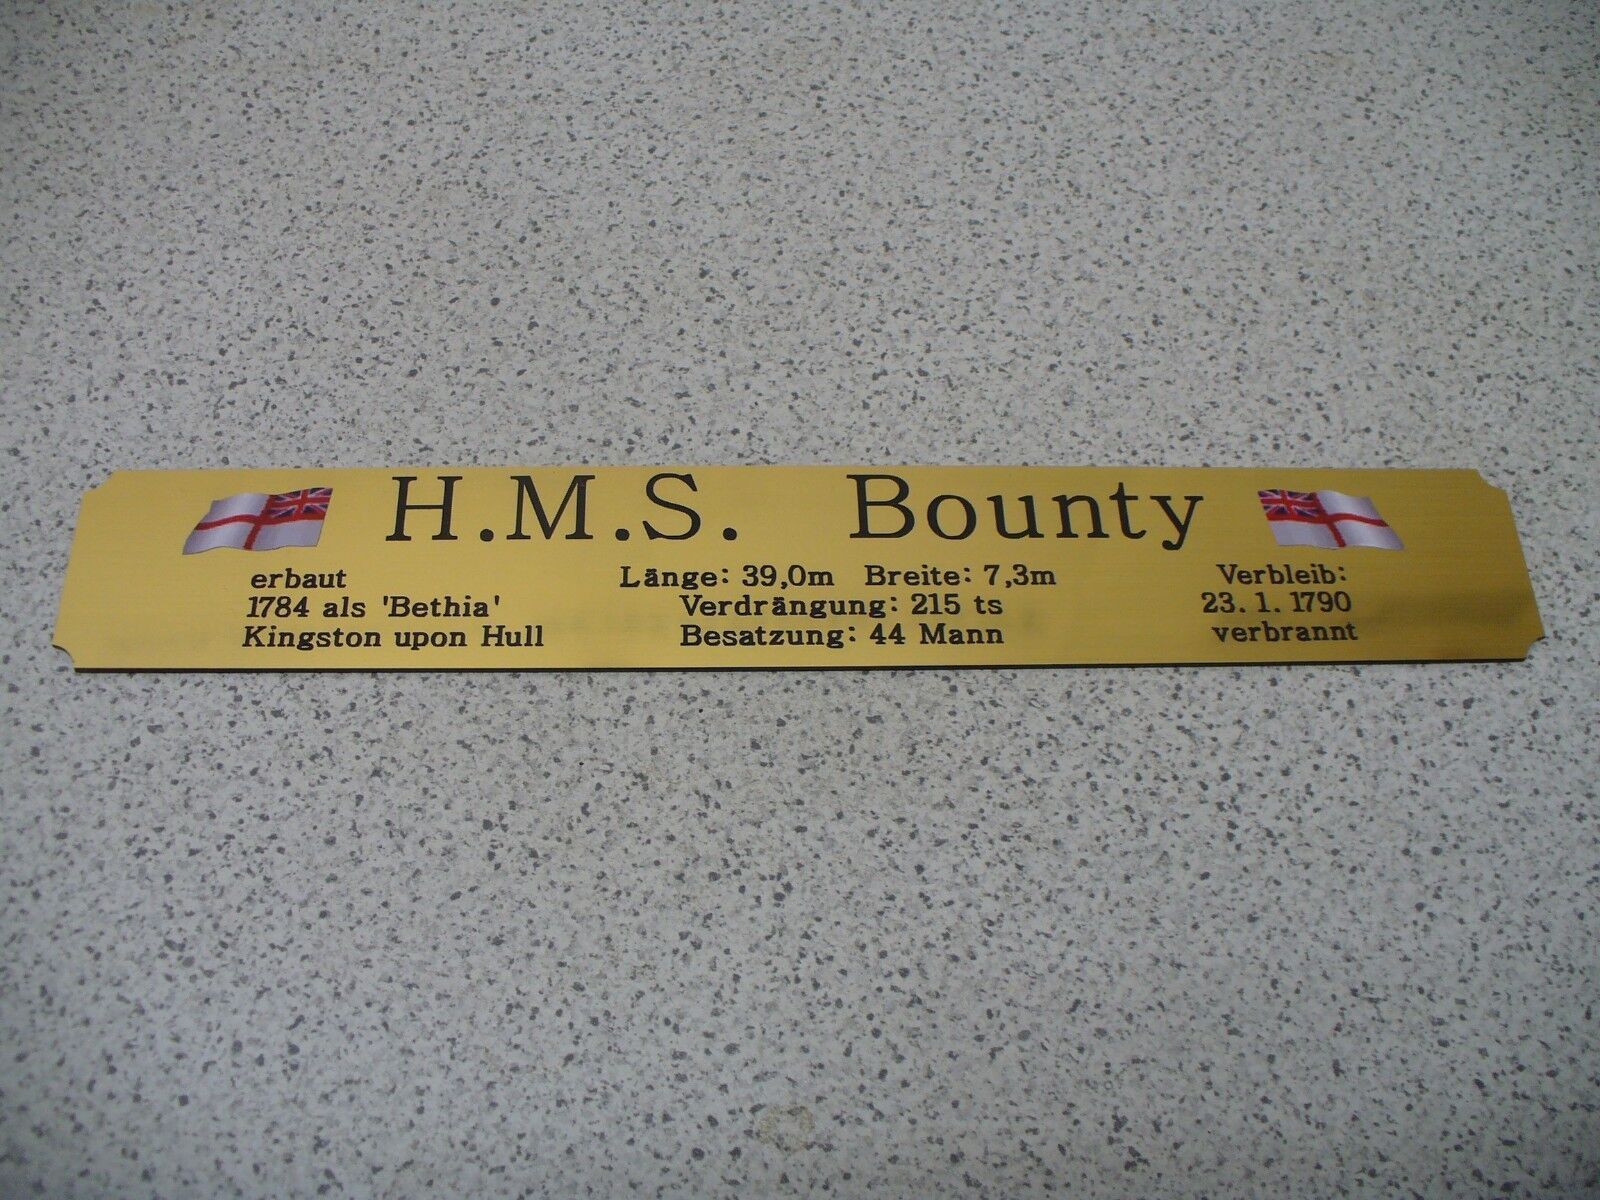 H.M.S. Bounty
erbaut
1784 als 'Bethia'
Kingston upon Hull
Länge: 39,0m Breite: 7,3m
Verdrängung: 215 ts
Besatzung: 44 Mann
Verbleib:
23. 1. 1790
verbrannt